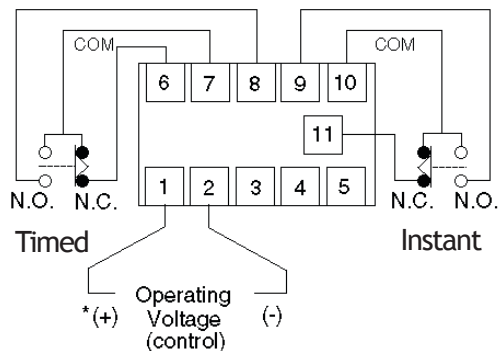 COM
COM
6 7 8 9 10
11
1 2 3 4 5
N.O. N.C.
N.C. N.O.
Timed
Instant
*(+)
Operating
Voltage
(control)
(-)